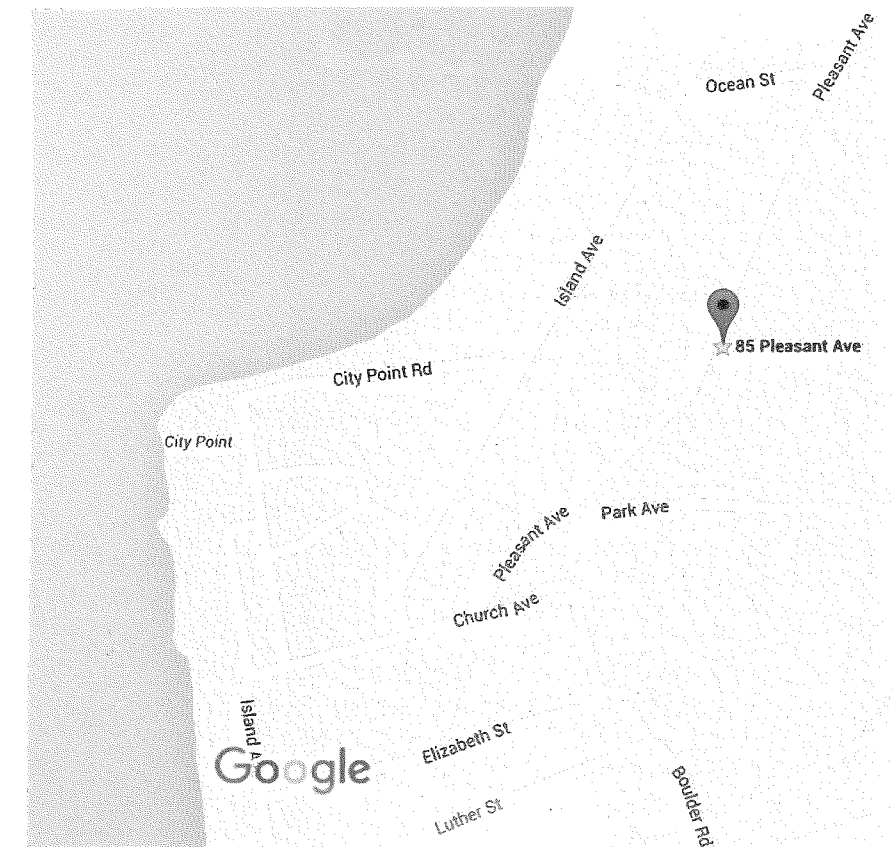 Pleasant Ave
Ocean St
Island Ave
85 Pleasant Ave
City Point Rd
City Point
Pleasant Ave
Park Ave
Church Ave
Island A
Elizabeth St
Google
Boulder Rd
Luther St